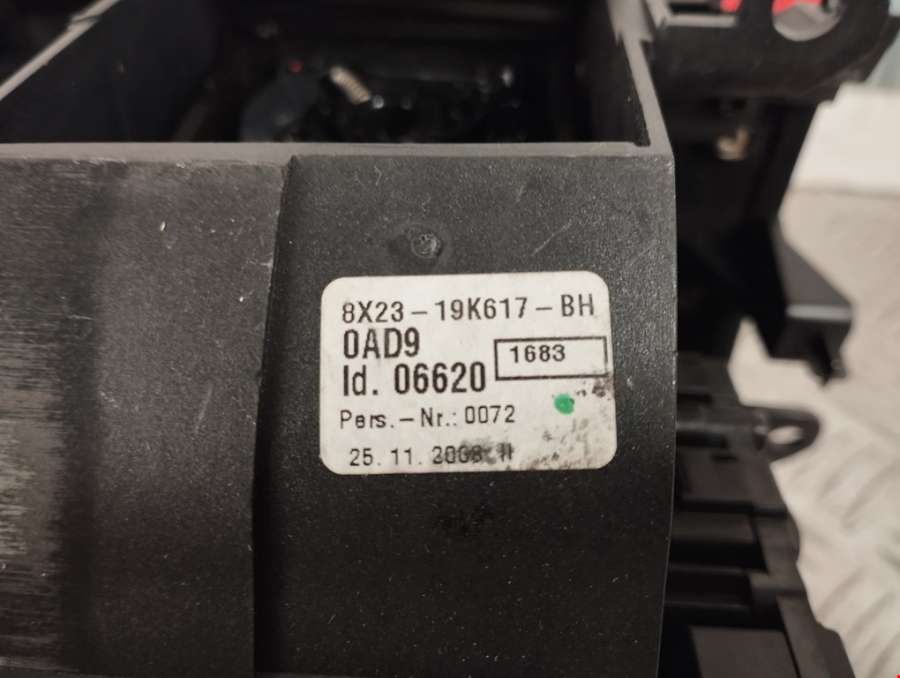 8X23-19K617-BH
0AD9
1683
Id. 06620
Pers.-Nr.: 0072
25. 11. 2008